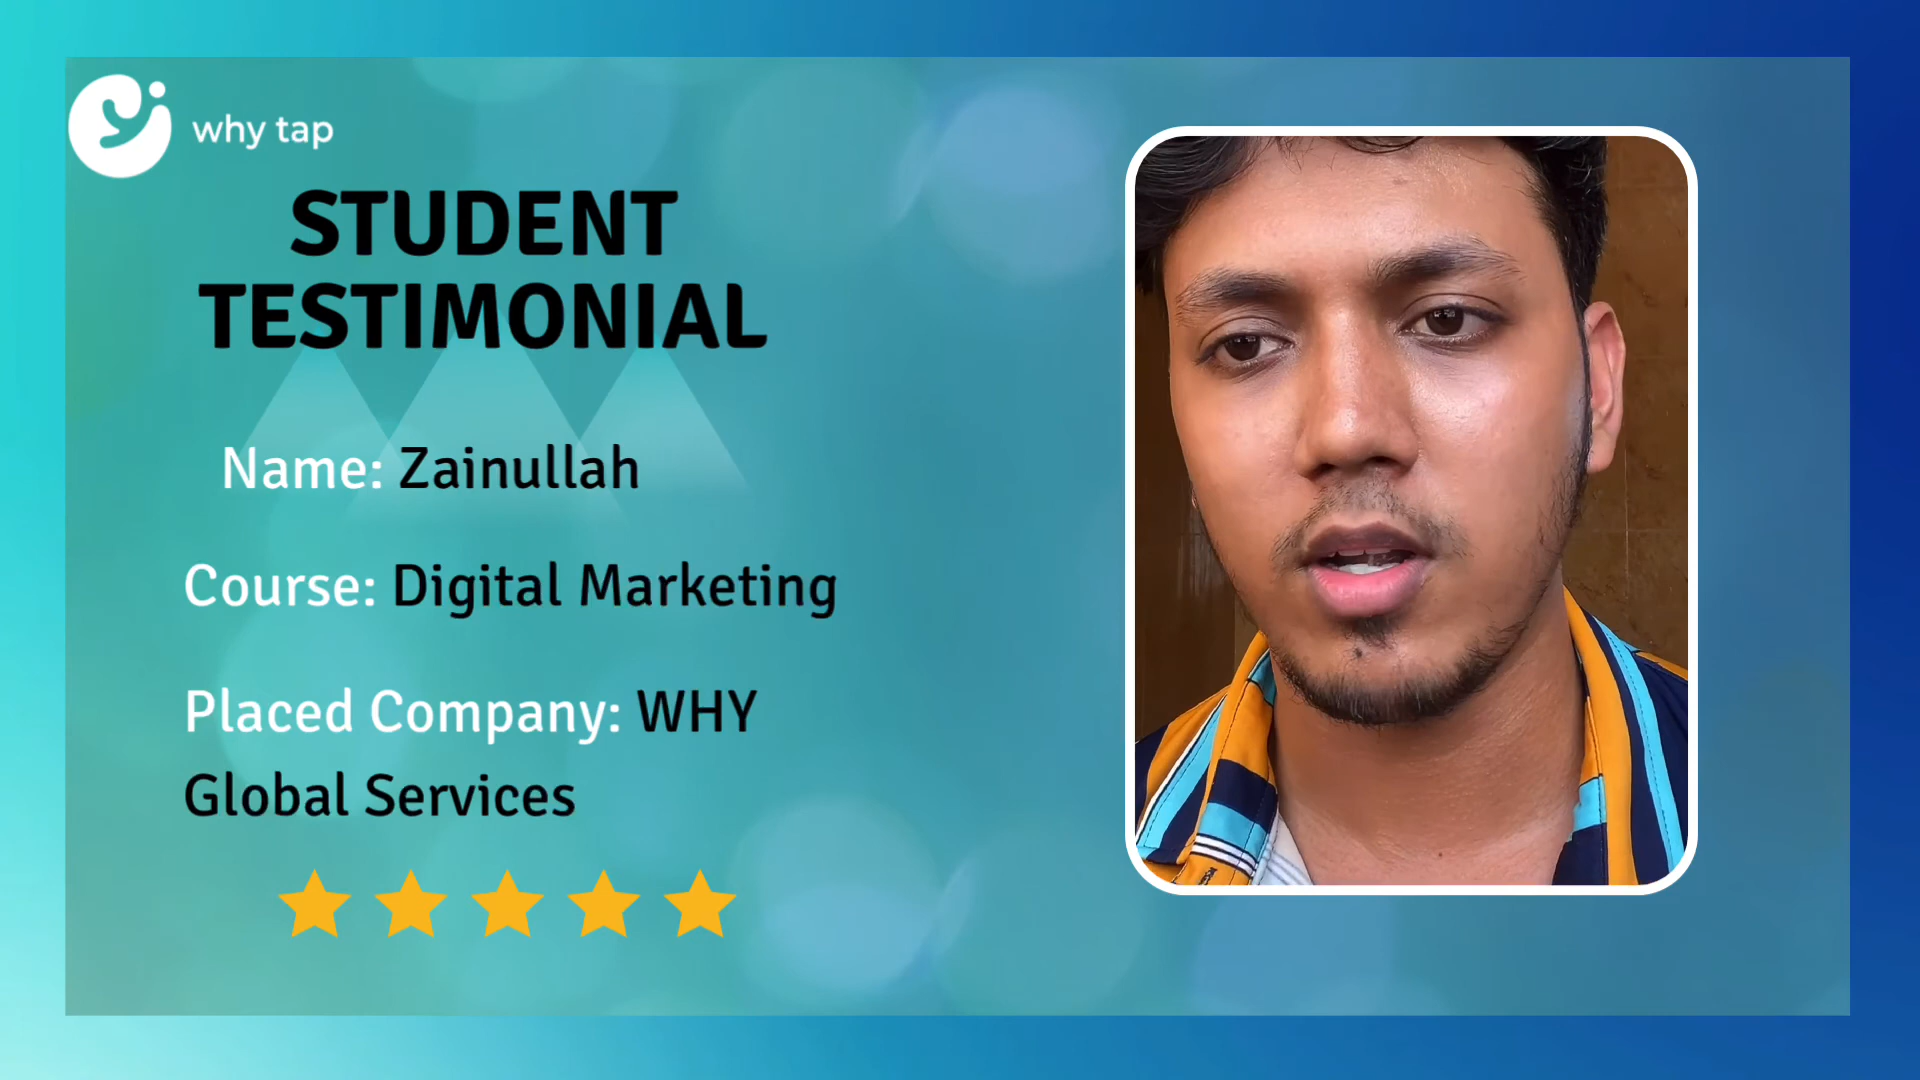 why tap
STUDENT
TESTIMONIAL
Name: Zainullah
Course: Digital Marketing
Placed Company: WHY
Global Services